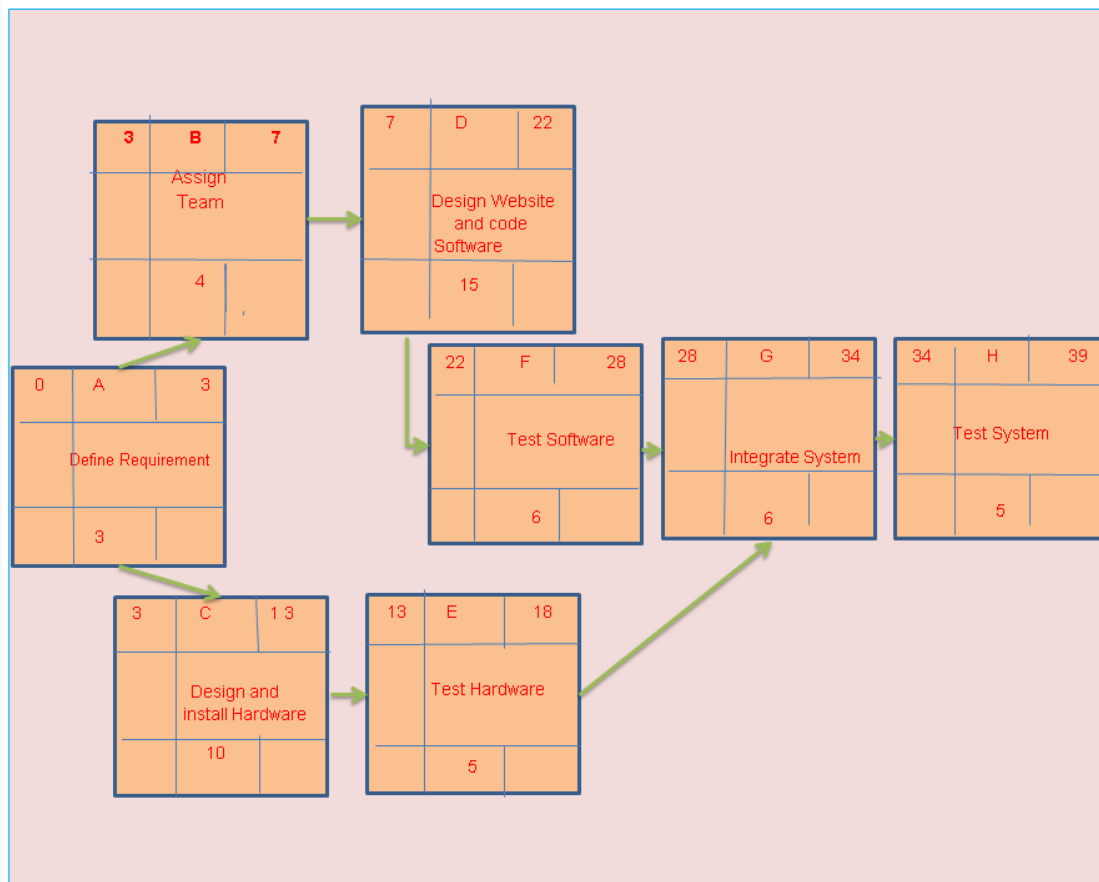 3 B 7
Assign
Team
4
7 D 22
Design Website
and code
Software
15
0 A 3
Define Requirement
3
22 F 28
Test Software
6
28 G 34
Integrate System
6
34 H 39
Test System
5
3 C 1 3
Design and
install Hardware
10
13 E 18
Test Hardware
5